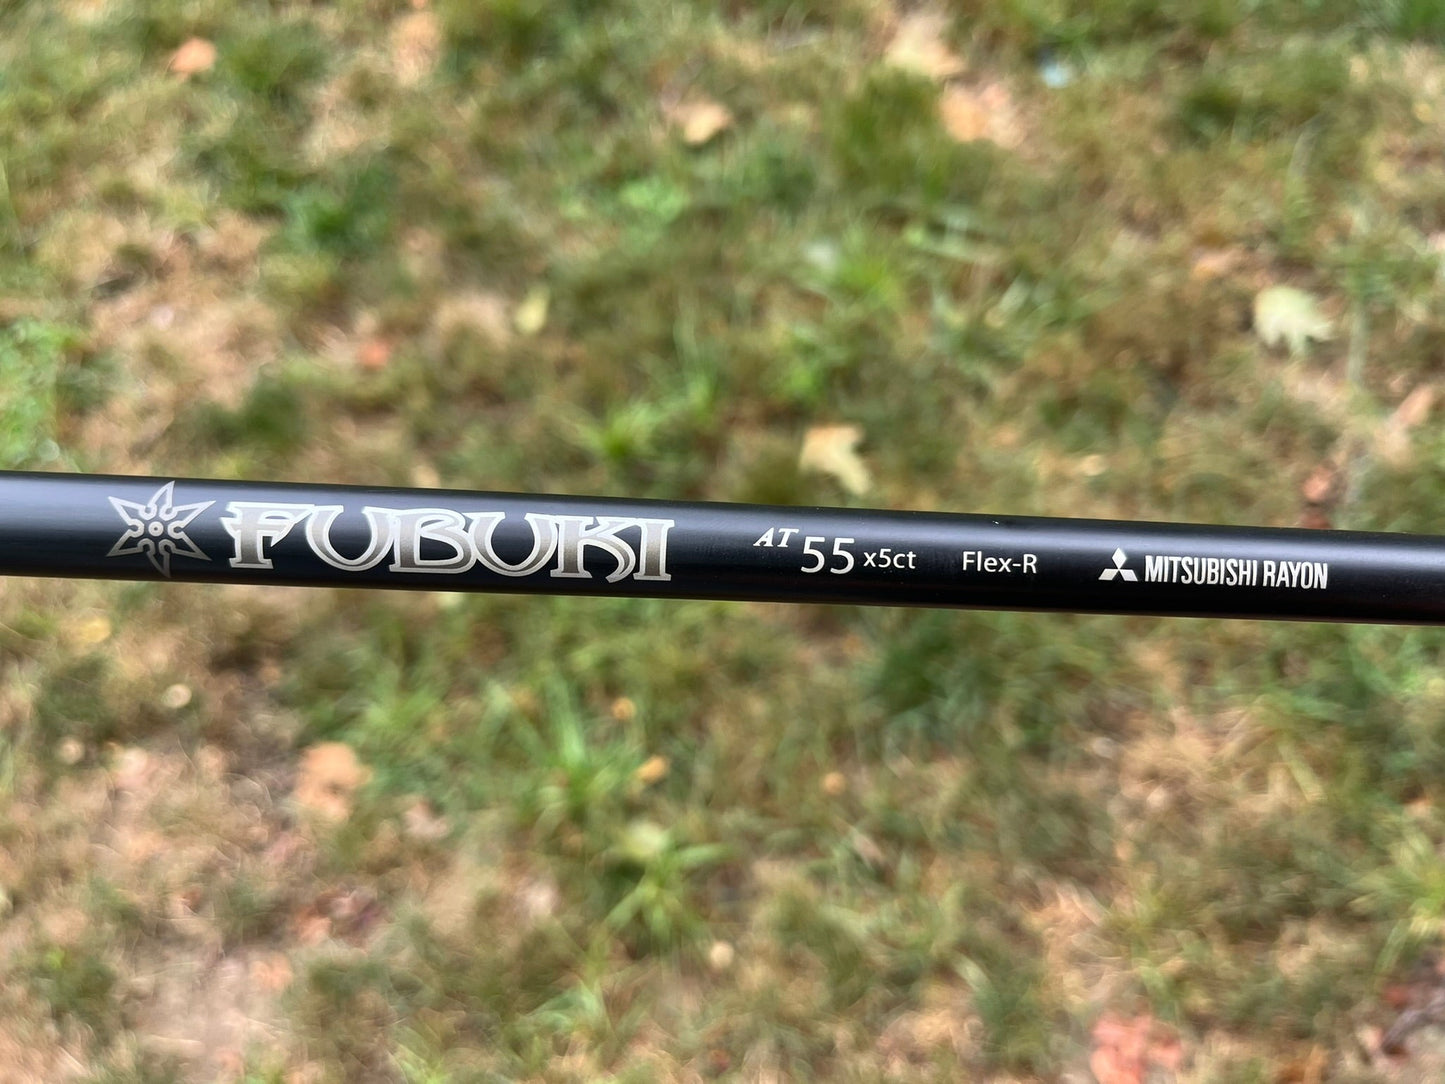 FUBUKI AT 55 x5ct Flex-R MITSUBISHI RAYON